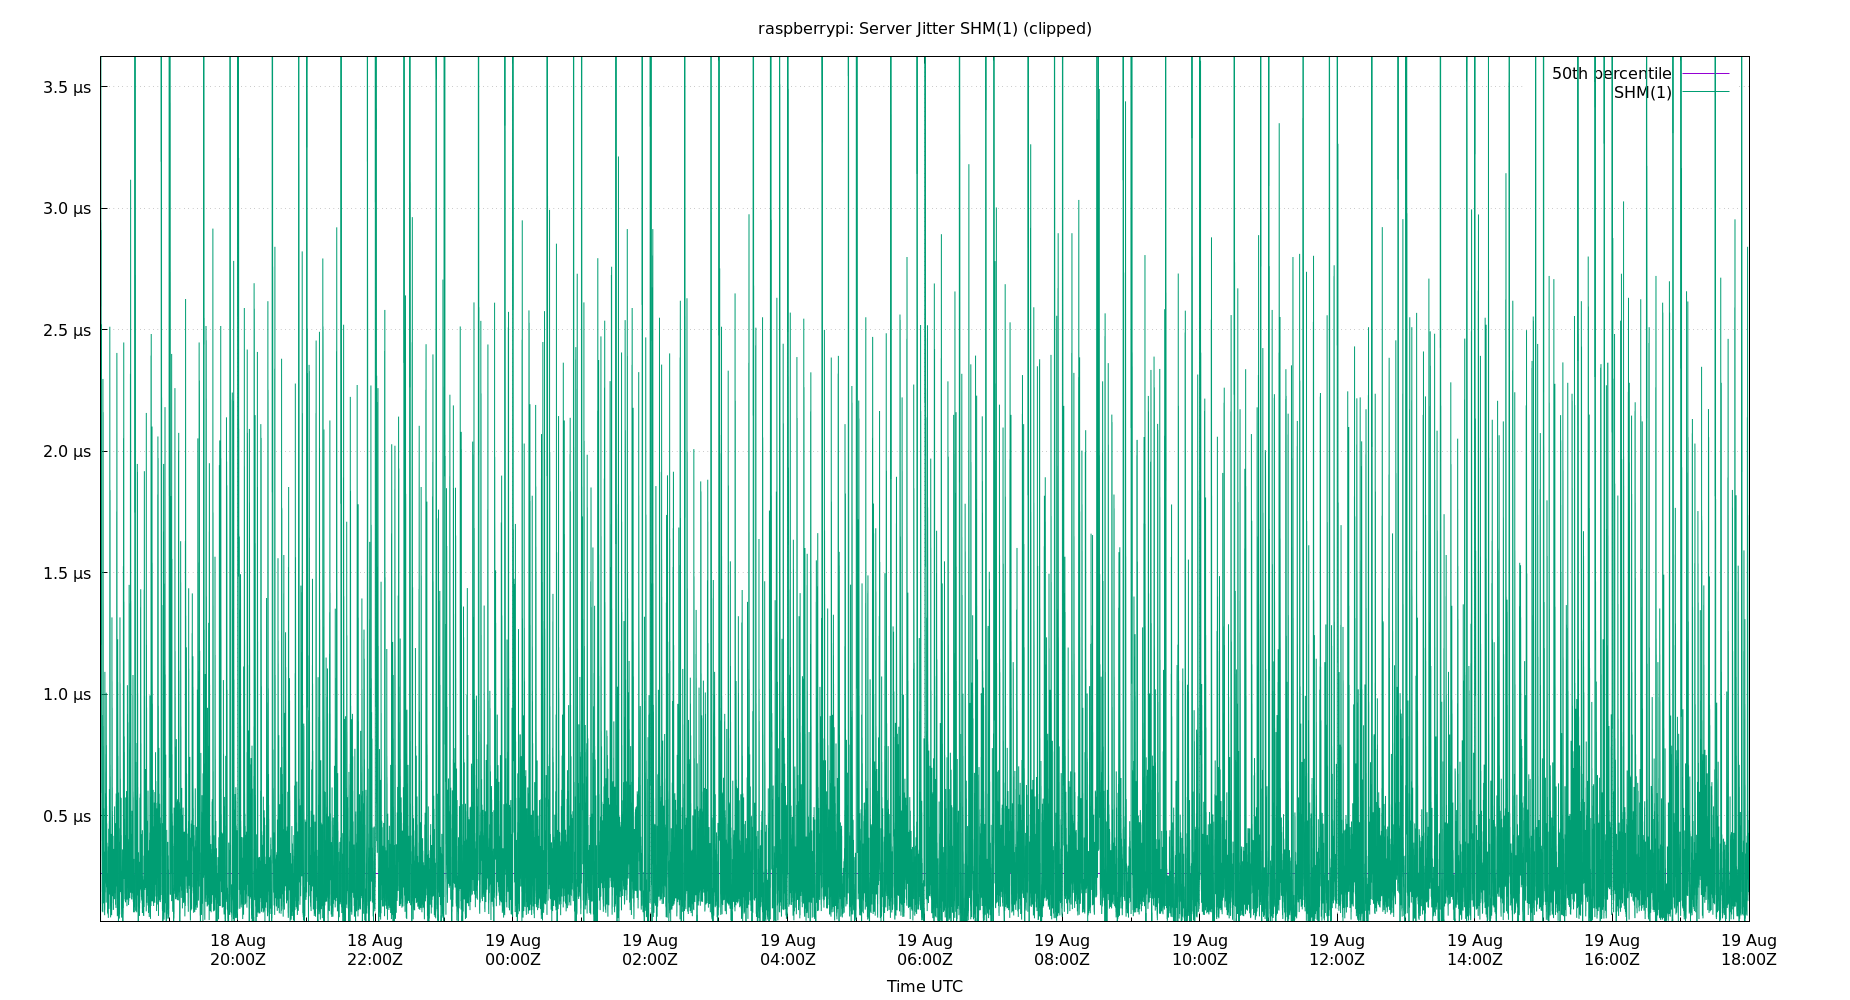 raspberrypi: Server Jitter SHM(1) (clipped)
50th percentile
SHM(1)
3.5 µs
3.0 µs
2.5 µs
2.0 µs
1.5 µs
1.0 µs
0.5 µs
18 Aug 18 Aug 19 Aug 19 Aug 19 Aug 19 Aug 19 Aug 19 Aug 19 Aug 19 Aug 19 Aug 19 Aug
20:00Z 22:00Z 00:00Z 02:00Z 04:00Z 06:00Z 08:00Z 10:00Z 12:00Z 14:00Z 16:00Z 18:00Z
Time UTC